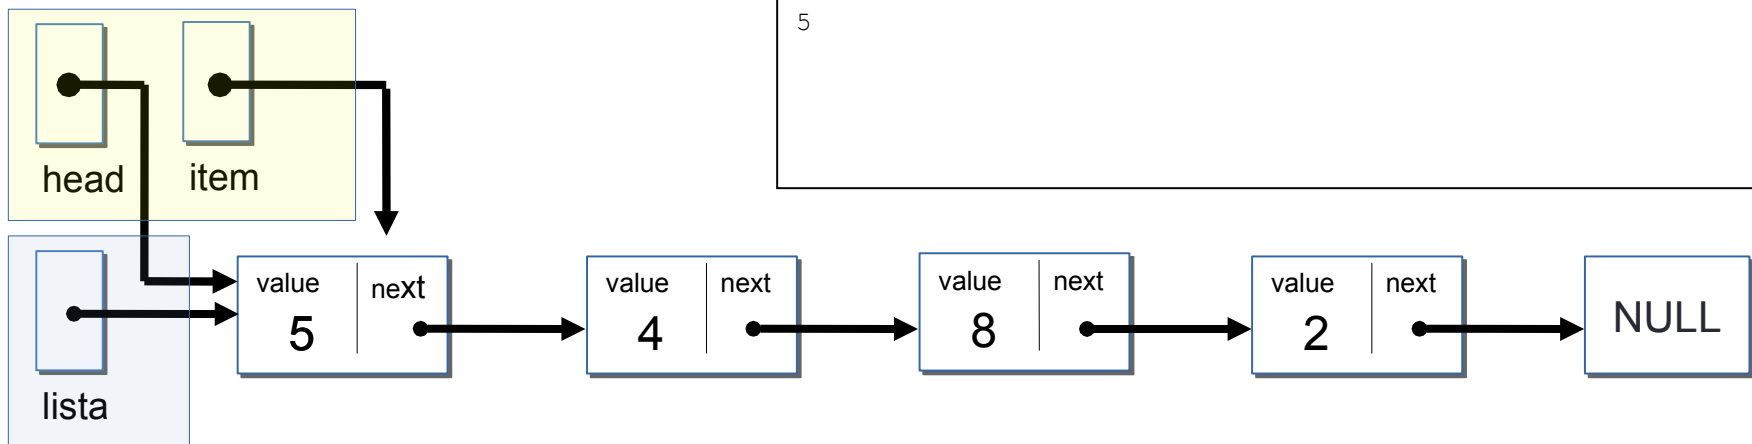 5
head item
value next value next value next value next
5 4 8 2 NULL
lista